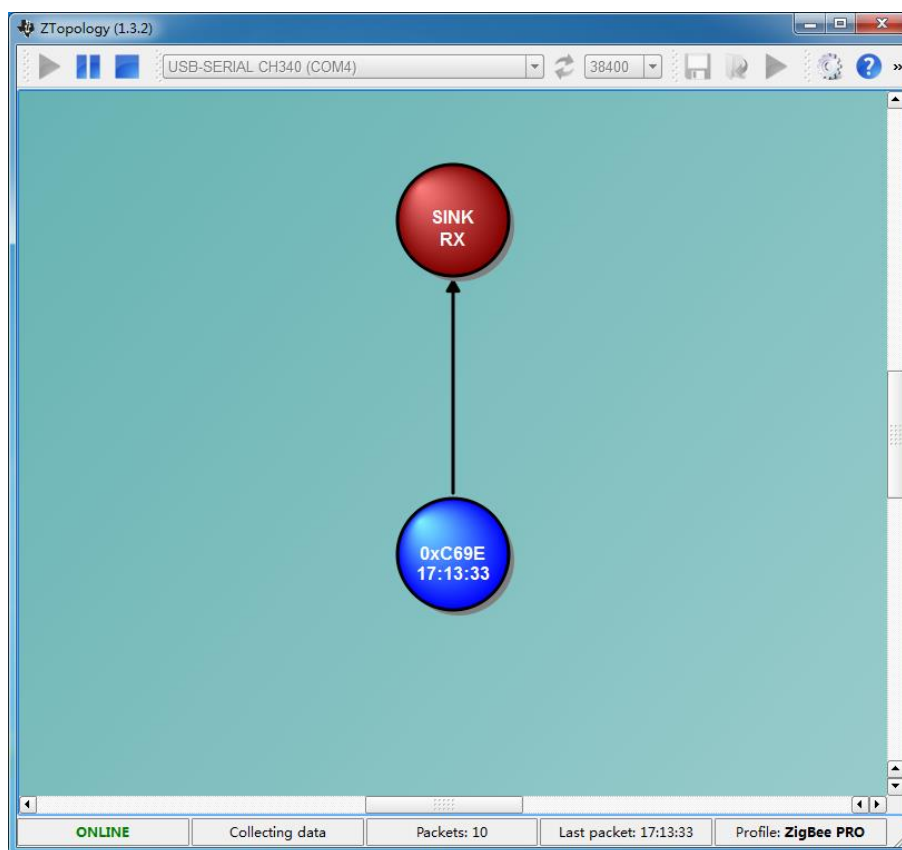 ZTopology (1.3.2)
USB-SERIAL CH340 (COM4) 38400 ? »
SINK
RX
0xC69E
17:13:33
ONLINE Collecting data Packets: 10 Last packet: 17:13:33 Profile: ZigBee PRO